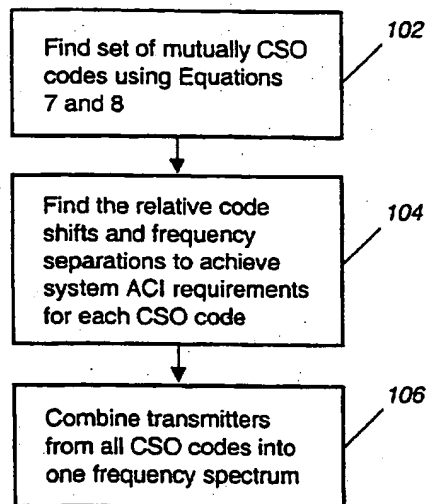 Find set of mutually CSO
codes using Equations
7 and 8
102
Find the relative code
shifts and frequency
separations to achieve
system ACI requirements
for each CSO code
104
Combine transmitters
from all CSO codes into
one frequency spectrum
106